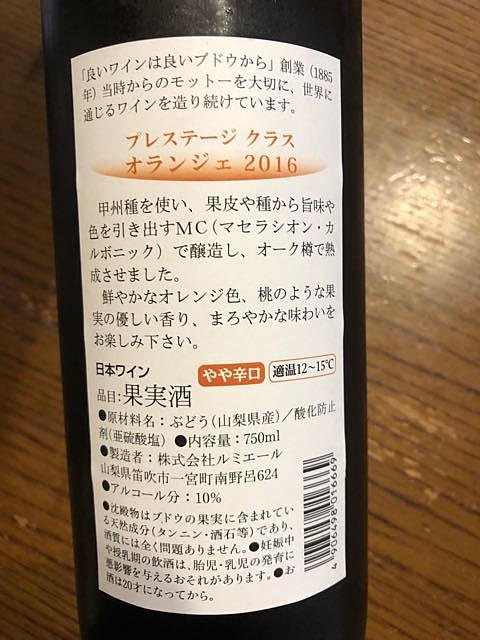 「良いワインは良いブドウから」創業(1885
年)当時からのモットーを大切に、世界に
通じるワインを造り続けています。
プレステージ クラス
オランジェ 2016
甲州種を使い、果皮や種から旨味や
色を引き出すMC(マセラシオン・カ
ルボニック)で醸造し、オーク樽で熟
成させました。
鮮やかなオレンジ色、桃のような果
実の優しい香り、まろやかな味わいを
お楽しみ下さい。
日本ワイン やや辛口 適温12~15℃
品目:果実酒
●原材料名:ぶどう(山梨県産)/酸化防止
剤(亜硫酸塩) ●内容量:750ml
●製造者:株式会社ルミエール
山梨県笛吹市一宮町南野呂624
●アルコール分:10%
●沈殿物はブドウの果実に含まれてい
る天然成分(タンニン・酒石等)であり、
酒質には全く問題ありません。●妊娠中
や授乳期の飲酒は、胎児・乳児の発育に
悪影響を与えるおそれがあります。●お
酒は20才になってから。
4906498016669